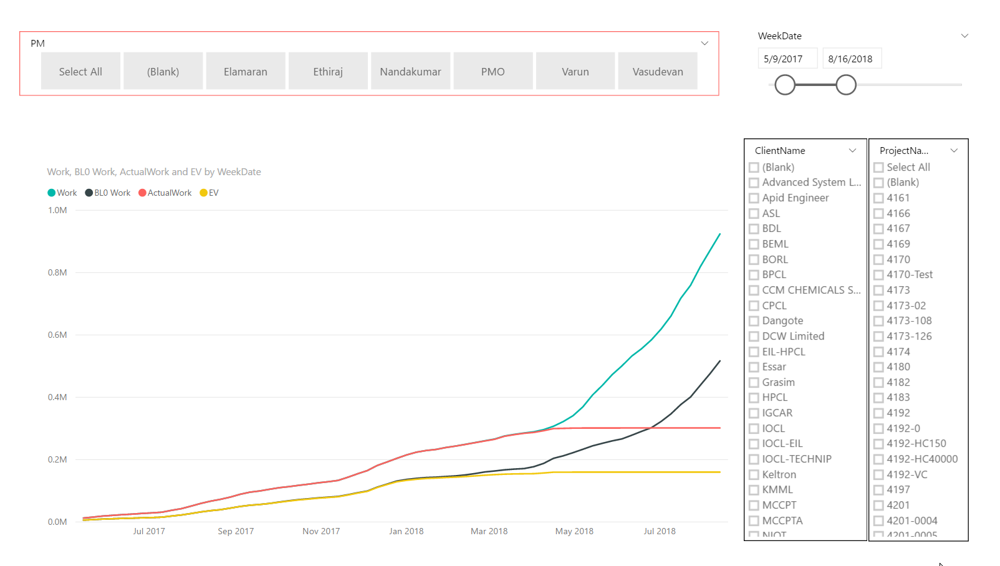 PM
Select All
(Blank)
Elamaran
Ethiraj
Nandakumar
PMO
Varun
Vasudevan
WeekDate
5/9/2017
8/16/2018
Work, BL0 Work, ActualWork and EV by WeekDate
Work
BL0 Work
ActualWork
EV
1.0M
0.8M
0.6M
0.4M
0.2M
0.0M
Jul 2017
Sep 2017
Nov 2017
Jan 2018
Mar 2018
May 2018
Jul 2018
ClientName
(Blank)
Advanced System L...
Apid Engineer
ASL
BDL
BEML
BORL
BPCL
CCM CHEMICALS S...
CPCL
Dangote
DCW Limited
EIL-HPCL
Essar
Grasim
HPCL
IGCAR
IOCL
IOCL-EIL
IOCL-TECHNIP
Keltron
KMML
MCCPT
MCCPTA
NIOT
ProjectNa...
Select All
(Blank)
4161
4166
4167
4169
4170
4170-Test
4173
4173-02
4173-108
4173-126
4174
4180
4182
4183
4192
4192-0
4192-HC150
4192-HC40000
4192-VC
4197
4201
4201-0004
4201-0005